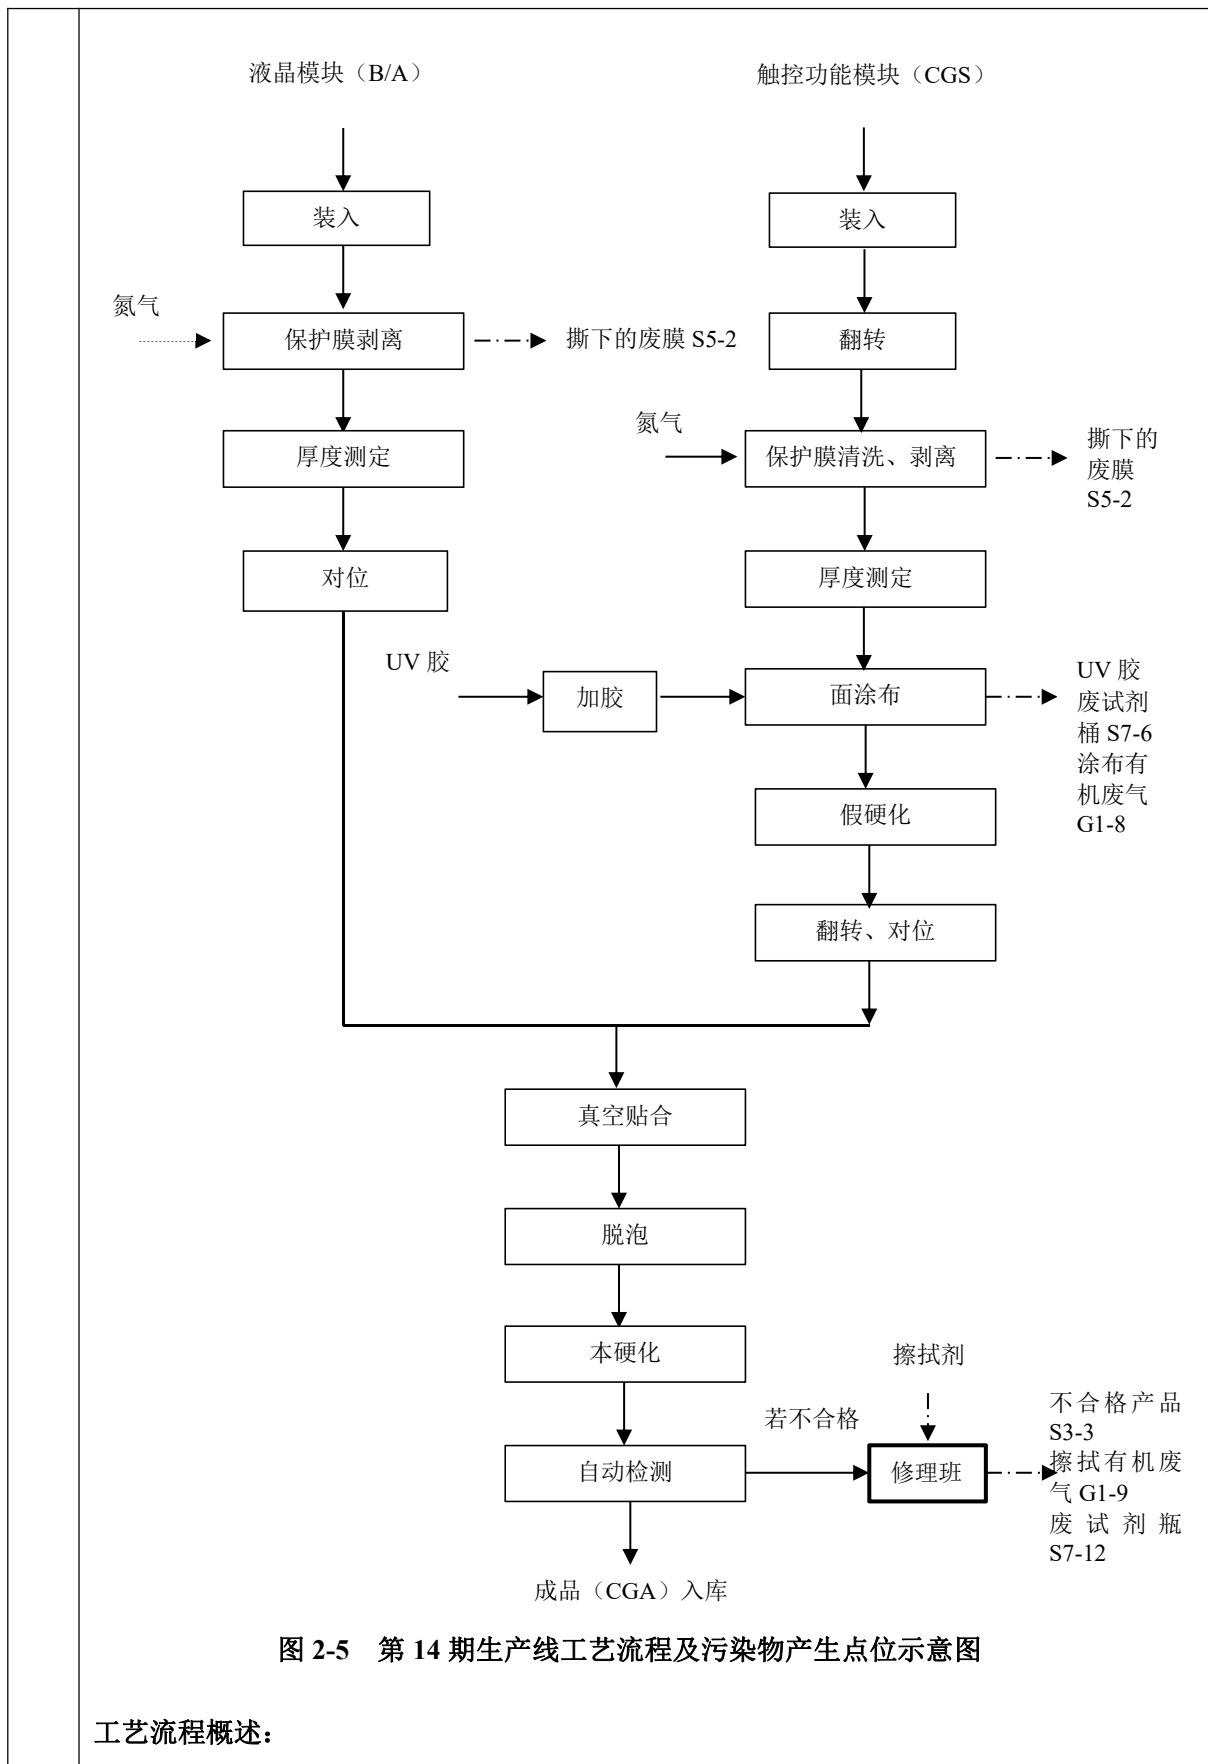 液晶模块（B/A）
触控功能模块（CGS）
装入
装入
氮气
保护膜剥离
撕下的废膜 S5-2
翻转
氮气
厚度测定
保护膜清洗、剥离
撕下的
废膜
S5-2
对位
厚度测定
UV 胶
加胶
面涂布
UV 胶
废试剂
桶 S7-6
涂布有
机废气
G1-8
假硬化
翻转、对位
真空贴合
脱泡
本硬化
擦拭剂
自动检测
若不合格
修理班
不合格产品
S3-3
擦拭有机废
气 G1-9
废试剂瓶
S7-12
成品（CGA）入库
图 2-5 第 14 期生产线工艺流程及污染物产生点位示意图
工艺流程概述：